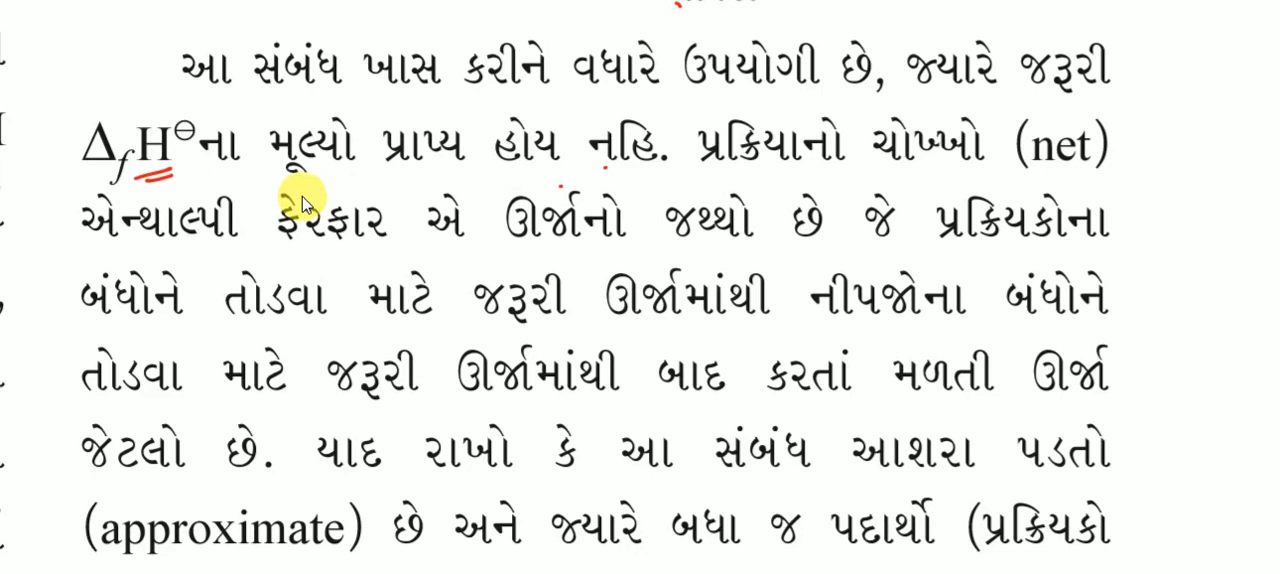 આ સંબંધ ખાસ કરીને વધારે ઉપયોગી છે, જ્યારે જરૂરી
ΔfH⊖ના મૂલ્યો પ્રાપ્ય હોય નહિ. પ્રક્રિયાનો ચોખ્ખો (net)
એન્થાલ્પી ફેરફાર એ ઊર્જાનો જથ્થો છે જે પ્રક્રિયકોના
બંધોને તોડવા માટે જરૂરી ઊર્જામાંથી નીપજોના બંધોને
તોડવા માટે જરૂરી ઊર્જામાંથી બાદ કરતાં મળતી ઊર્જા
જેટલો છે. યાદ રાખો કે આ સંબંધ આશરા પડતો
(approximate) છે અને જ્યારે બધા જ પદાર્થો (પ્રક્રિયકો